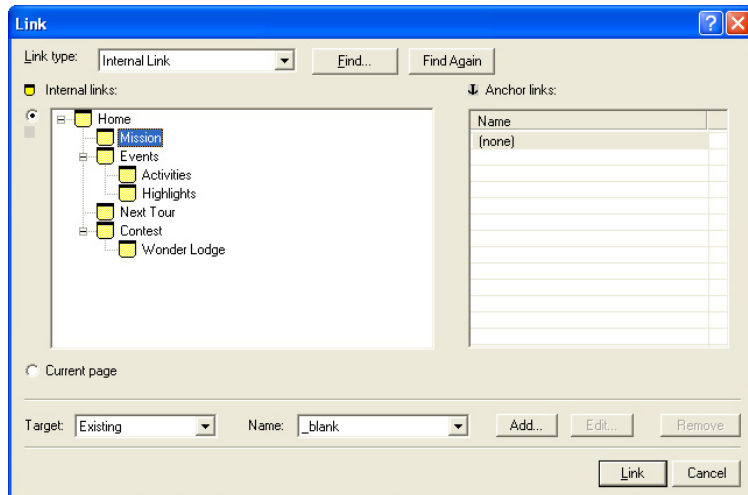 Link
Link type: Internal Link Find... Find Again
Internal links: Anchor links:
Home
Mission
Events
Activities
Highlights
Next Tour
Contest
Wonder Lodge
Name
(none)
Current page
Target: Existing Name: _blank Add... Edit... Remove
Link Cancel